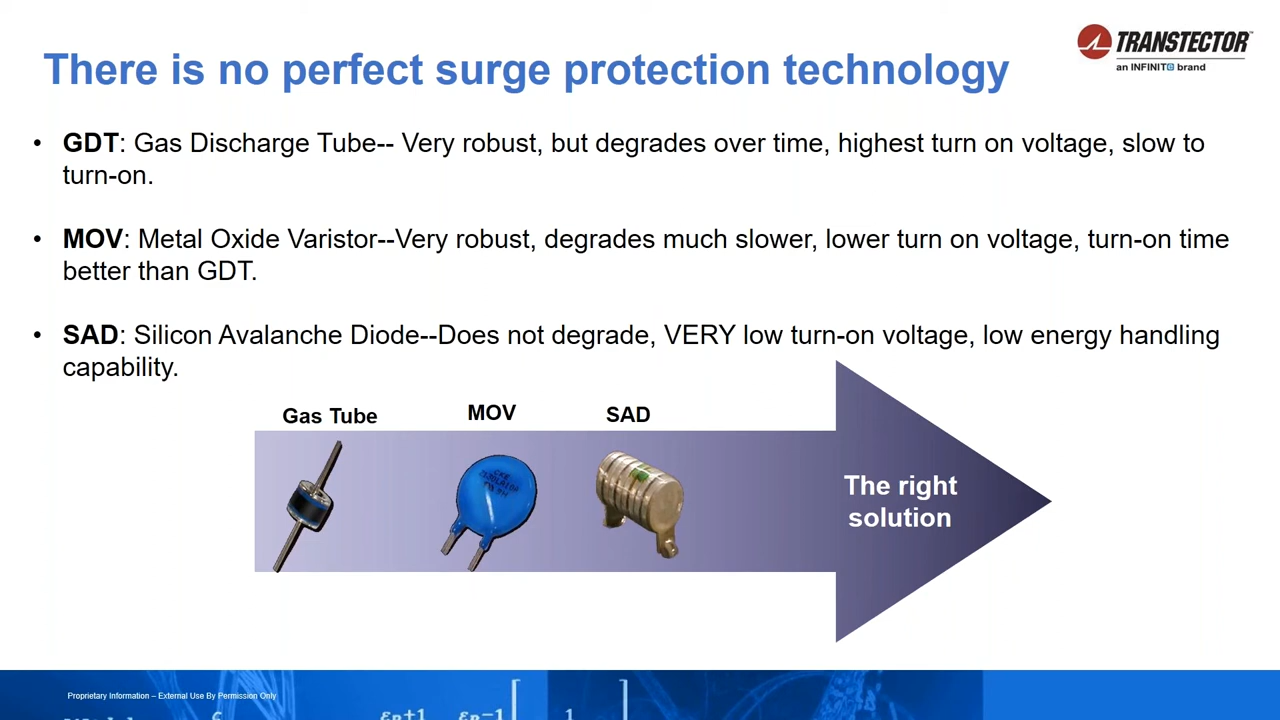 TRANSTECTOR
an INFINIT® brand
There is no perfect surge protection technology
• GDT: Gas Discharge Tube-- Very robust, but degrades over time, highest turn on voltage, slow to
turn-on.
• MOV: Metal Oxide Varistor--Very robust, degrades much slower, lower turn on voltage, turn-on time
better than GDT.
• SAD: Silicon Avalanche Diode--Does not degrade, VERY low turn-on voltage, low energy handling
capability.
Gas Tube
MOV
SAD
The right
solution
Proprietary Information – External Use By Permission Only